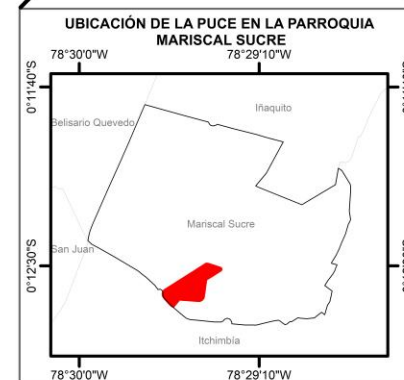 UBICACIÓN DE LA PUCE EN LA PARROQUIA
MARISCAL SUCRE
78°30'0"W 78°29'10"W
0°11'40"S
Belisario Quevedo
Iñaquito
Mariscal Sucre
San Juan
0°12'30"S
Itchimbía
78°30'0"W 78°29'10"W